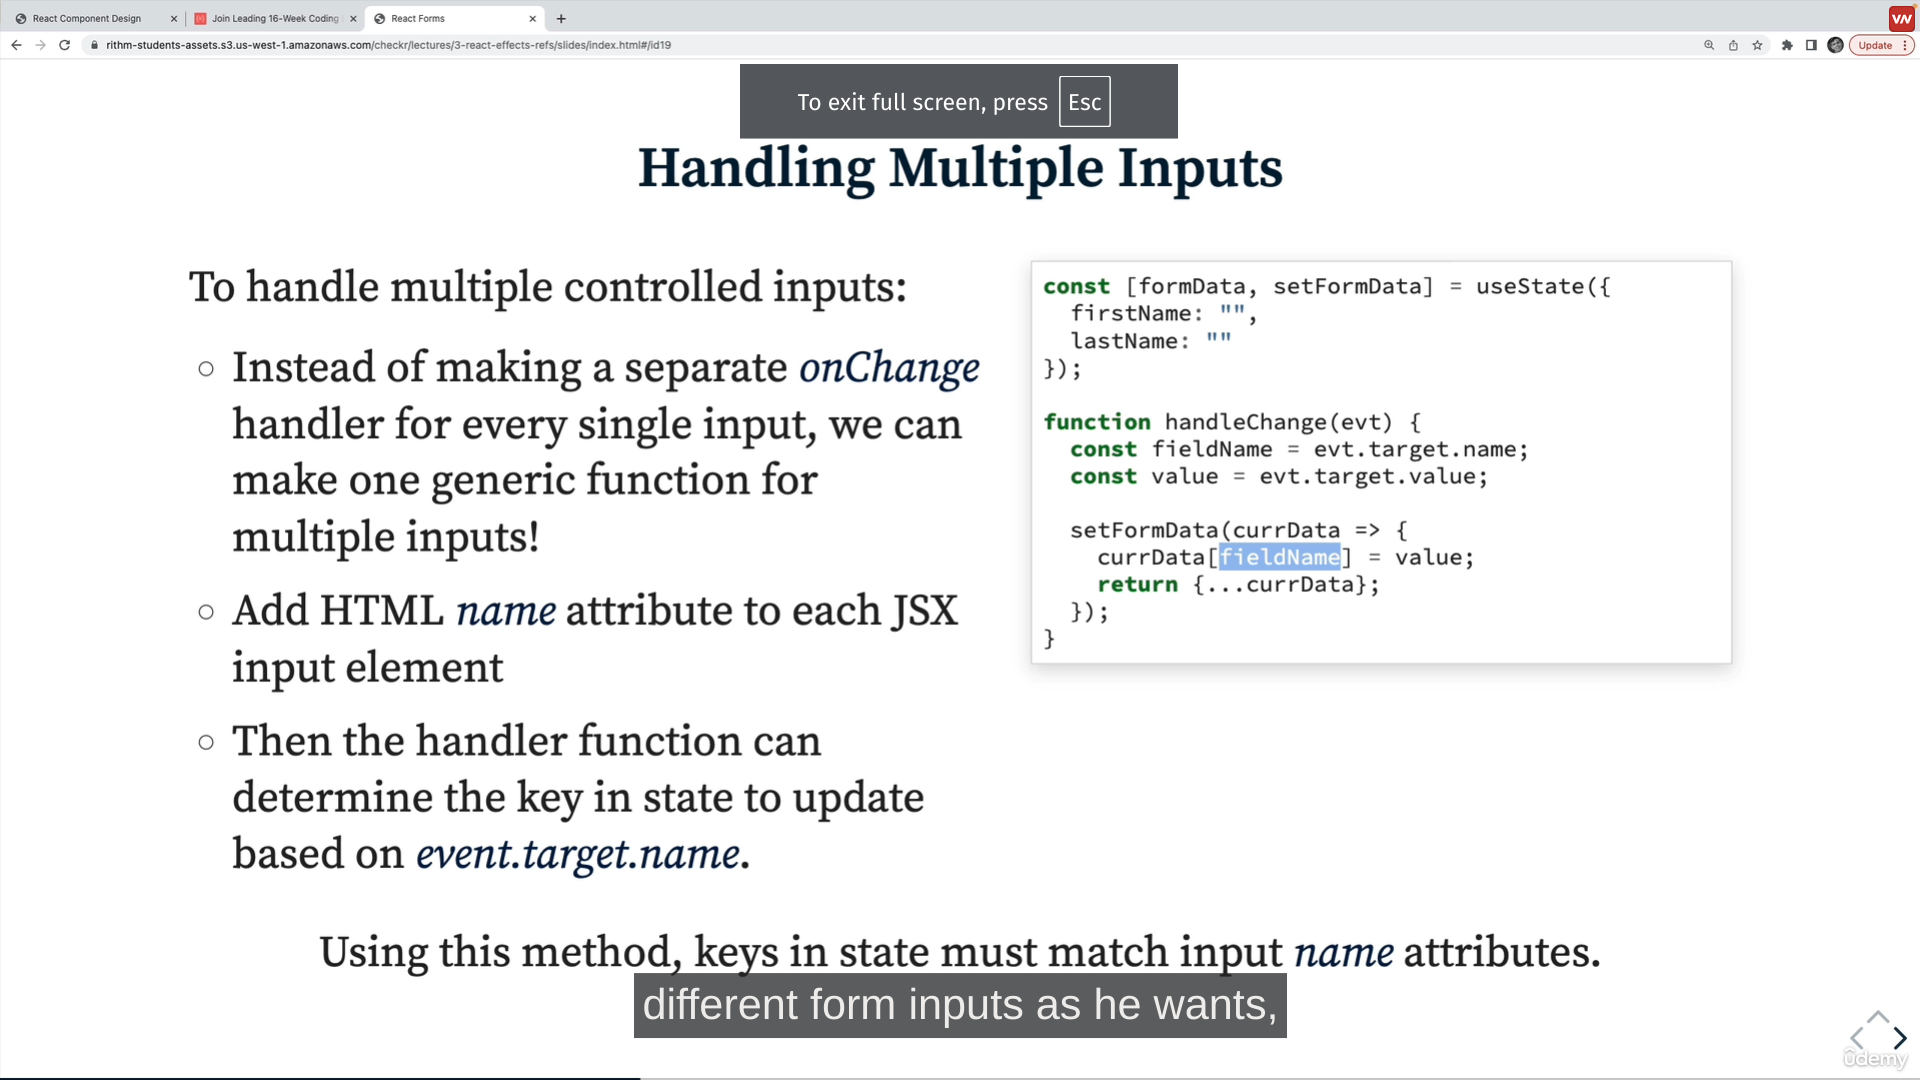 React Component Design
Join Leading 16-Week Coding
React Forms
rithm-students-assets.s3.us-west-1.amazonaws.com/checkr/lectures/3-react-effects-refs/slides/index.html#/id19
Update
To exit full screen, press Esc
Handling Multiple Inputs
To handle multiple controlled inputs:
Instead of making a separate onChange
handler for every single input, we can
make one generic function for
multiple inputs!
Add HTML name attribute to each JSX
input element
Then the handler function can
determine the key in state to update
based on event.target.name.
const [formData, setFormData] = useState({
firstName: "",
lastName: ""
});
function handleChange(evt) {
const fieldName = evt.target.name;
const value = evt.target.value;
setFormData(currData => {
currData[fieldName] = value;
return {...currData};
});
}
Using this method, keys in state must match input name attributes.
different form inputs as he wants,
ûdemy